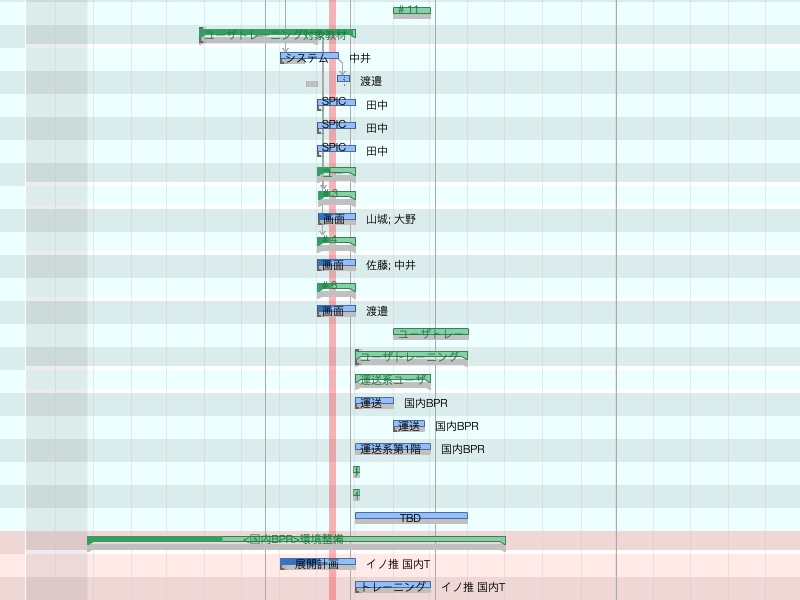 # 11
ユーザトレーニング対象教材
システム 中井
渡邉
SPIC 田中
SPIC 田中
SPIC 田中
ユー
# 3
画面 山城; 大野
# 4
画面 佐藤; 中井
画面 渡邉
ユーザトレー
ユーザトレーニング
運送系ユーザ
運送 国内BPR
運送 国内BPR
運送系第1階 国内BPR
TBD
<国内BPR>環境整備
展開計画 イノ推 国内T
トレーニング イノ推 国内T